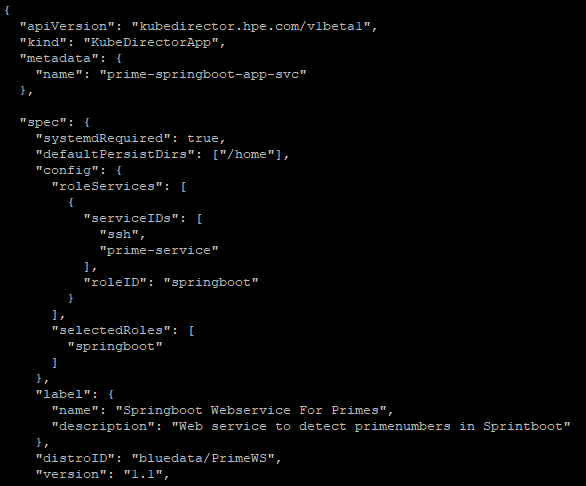 {
  "apiVersion": "kubedirector.hpe.com/v1beta1",
  "kind": "KubeDirectorApp",
  "metadata": {
    "name": "prime-springboot-app-svc"
  },

  "spec": {
    "systemdRequired": true,
    "defaultPersistDirs": ["/home"],
    "config": {
      "roleServices": [
        {
          "serviceIDs": [
            "ssh",
            "prime-service"
          ],
          "roleID": "springboot"
        }
      ],
      "selectedRoles": [
        "springboot"
      ]
    },
    "label": {
      "name": "Springboot Webservice For Primes",
      "description": "Web service to detect primenumbers in Sprintboot"
    },
    "distroID": "bluedata/PrimeWS",
    "version": "1.1",